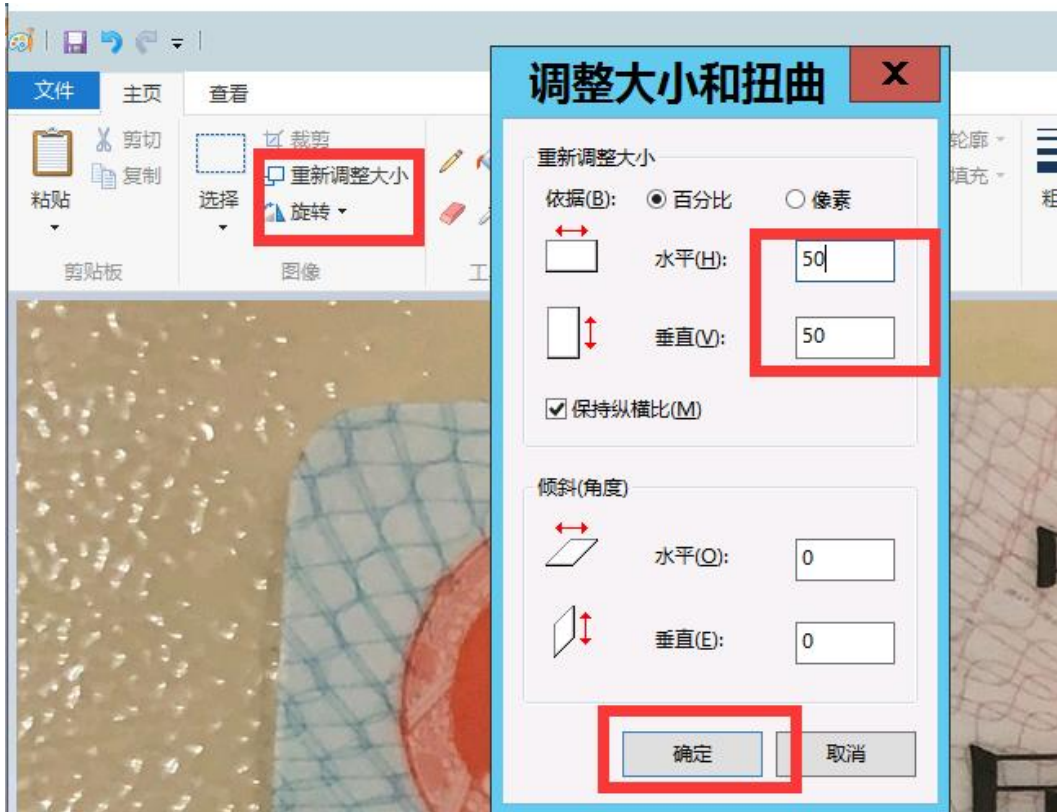 文件 主页 查看
剪切
复制
粘贴
剪贴板
裁剪
重新调整大小
旋转
选择
图像
工
轮廓
填充
粗
调整大小和扭曲 X
重新调整大小
依据(B): 百分比 像素
水平(H): 50
垂直(V): 50
保持纵横比(M)
倾斜(角度)
水平(O): 0
垂直(E): 0
确定 取消